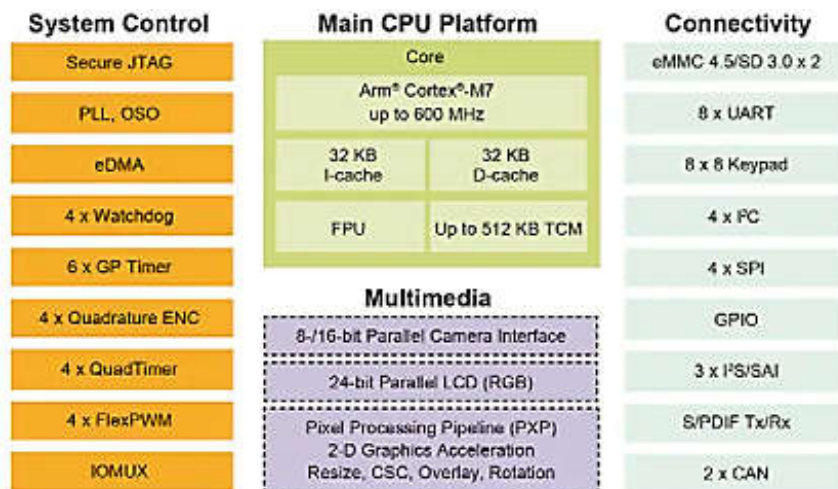 System Control
Secure JTAG
PLL, OSO
eDMA
4 x Watchdog
6 x GP Timer
4 x Quadrature ENC
4 x QuadTimer
4 x FlexPWM
IOMUX
Main CPU Platform
Core
Arm® Cortex®-M7
up to 600 MHz
32 KB
I-cache
32 KB
D-cache
FPU
Up to 512 KB TCM
Multimedia
8-/16-bit Parallel Camera Interface
24-bit Parallel LCD (RGB)
Pixel Processing Pipeline (PXP)
2-D Graphics Acceleration
Resize, CSC, Overlay, Rotation
Connectivity
eMMC 4.5/SD 3.0 x 2
8 x UART
8 x 8 Keypad
4 x I²C
4 x SPI
GPIO
3 x I²S/SAI
S/PDIF Tx/Rx
2 x CAN